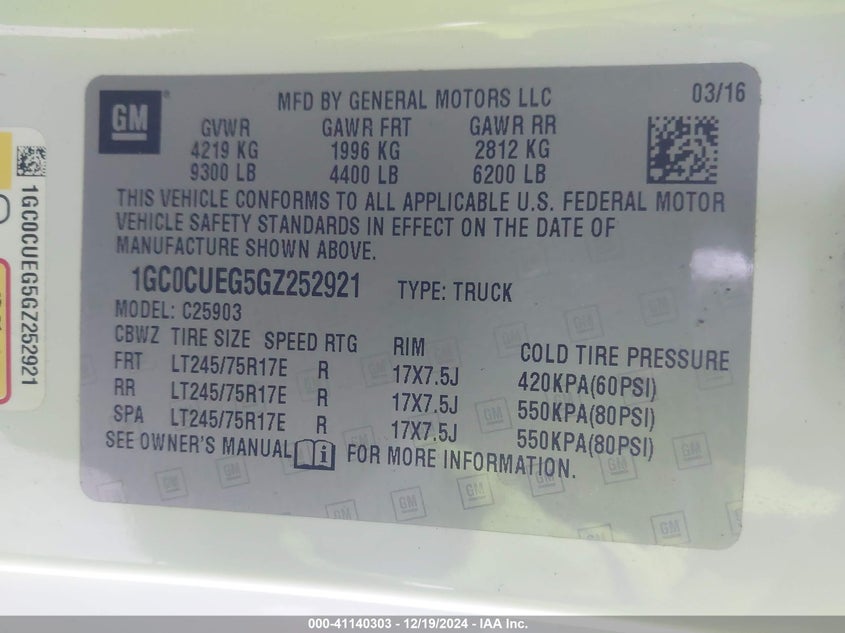 GM
MFD BY GENERAL MOTORS LLC
03/16
GVWR GAWR FRT GAWR RR
4219 KG 1996 KG 2812 KG
9300 LB 4400 LB 6200 LB
THIS VEHICLE CONFORMS TO ALL APPLICABLE U.S. FEDERAL MOTOR
VEHICLE SAFETY STANDARDS IN EFFECT ON THE DATE OF
MANUFACTURE SHOWN ABOVE.
1GC0CUEG5GZ252921 TYPE: TRUCK
MODEL: C25903
CBWZ TIRE SIZE SPEED RTG RIM COLD TIRE PRESSURE
FRT LT245/75R17E R 17X7.5J 420KPA(60PSI)
RR LT245/75R17E R 17X7.5J 550KPA(80PSI)
SPA LT245/75R17E R 17X7.5J 550KPA(80PSI)
SEE OWNER'S MANUAL FOR MORE INFORMATION.
1GC0CUEG5GZ252921
000-41140303 - 12/19/2024 - IAA Inc.